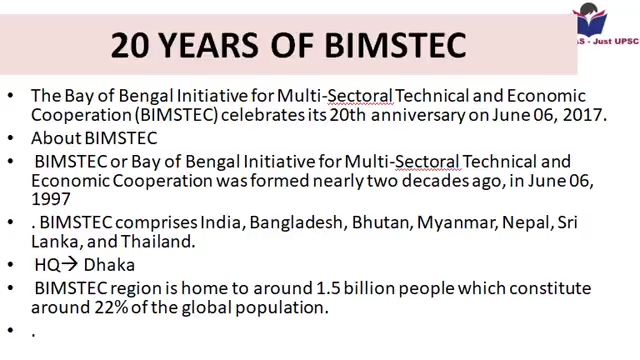 20 YEARS OF BIMSTEC
S - Just UPSC
• The Bay of Bengal Initiative for Multi-Sectoral Technical and Economic
Cooperation (BIMSTEC) celebrates its 20th anniversary on June 06, 2017.
• About BIMSTEC
• BIMSTEC or Bay of Bengal Initiative for Multi-Sectoral Technical and
Economic Cooperation was formed nearly two decades ago, in June 06,
1997
• . BIMSTEC comprises India, Bangladesh, Bhutan, Myanmar, Nepal, Sri
Lanka, and Thailand.
• HQ→ Dhaka
• BIMSTEC region is home to around 1.5 billion people which constitute
around 22% of the global population.
• .